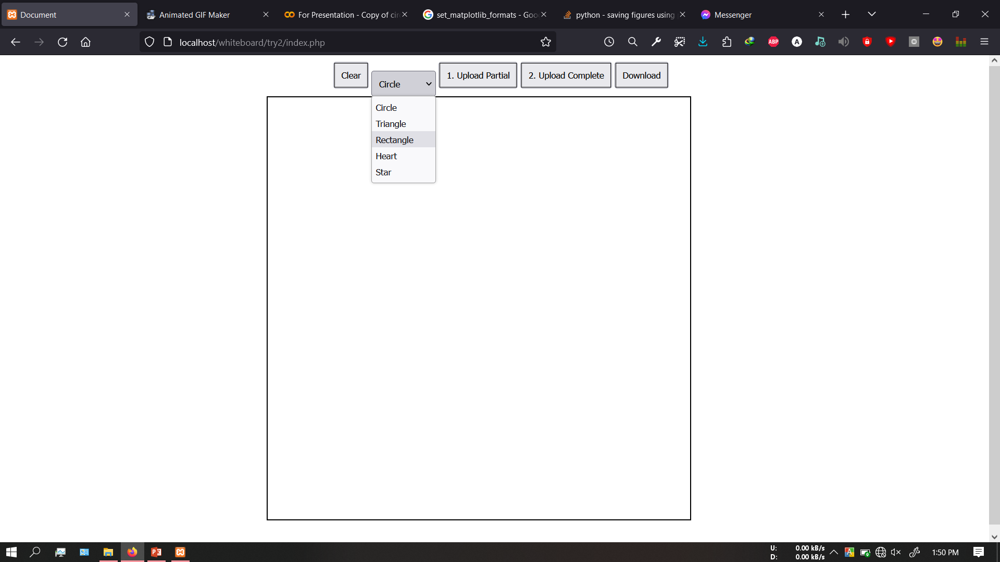 Document
Animated GIF Maker
For Presentation - Copy of cir
set_matplotlib_formats - Goo
python - saving figures using
Messenger
localhost/whiteboard/try2/index.php
ABP
A
Clear
Circle
1. Upload Partial
2. Upload Complete
Download
Circle
Triangle
Rectangle
Heart
Star
U: 0.00 kB/s
D: 0.00 kB/s
A
1:50 PM